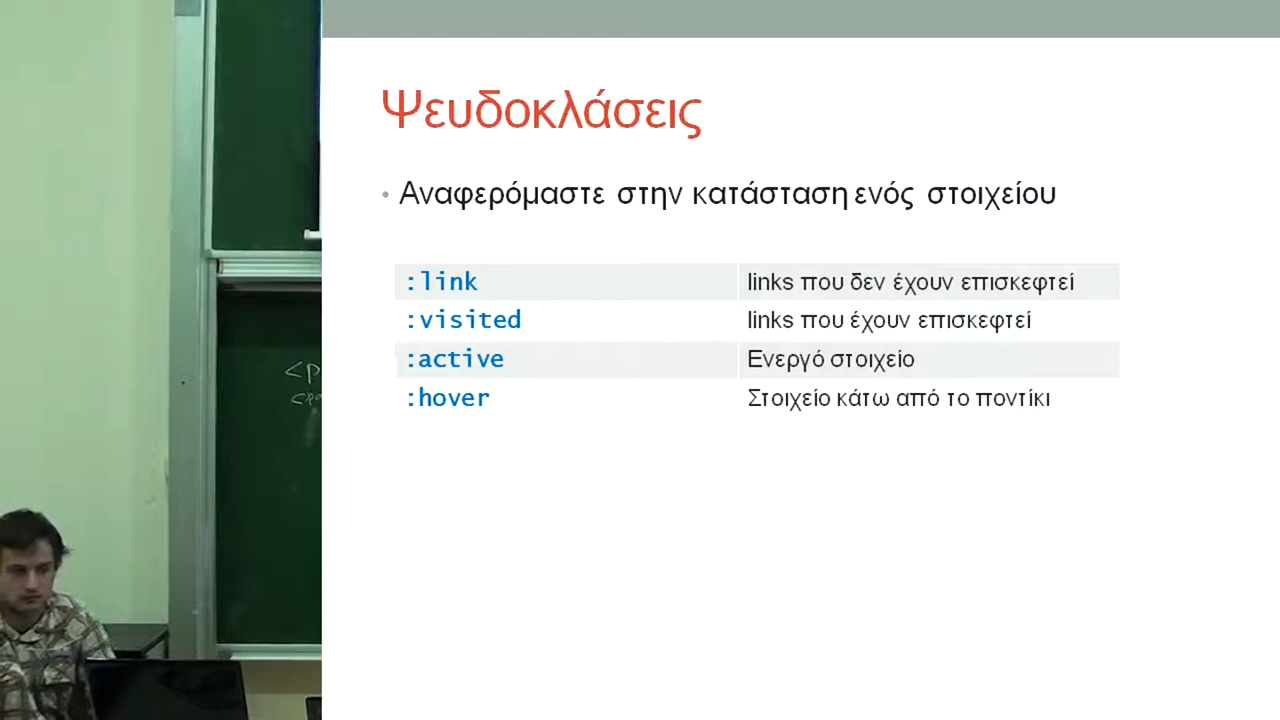 Ψευδοκλάσεις
• Αναφερόμαστε στην κατάσταση ενός στοιχείου
:link links που δεν έχουν επισκεφτεί
:visited links που έχουν επισκεφτεί
:active Ενεργό στοιχείο
:hover Στοιχείο κάτω από το ποντίκι
<p